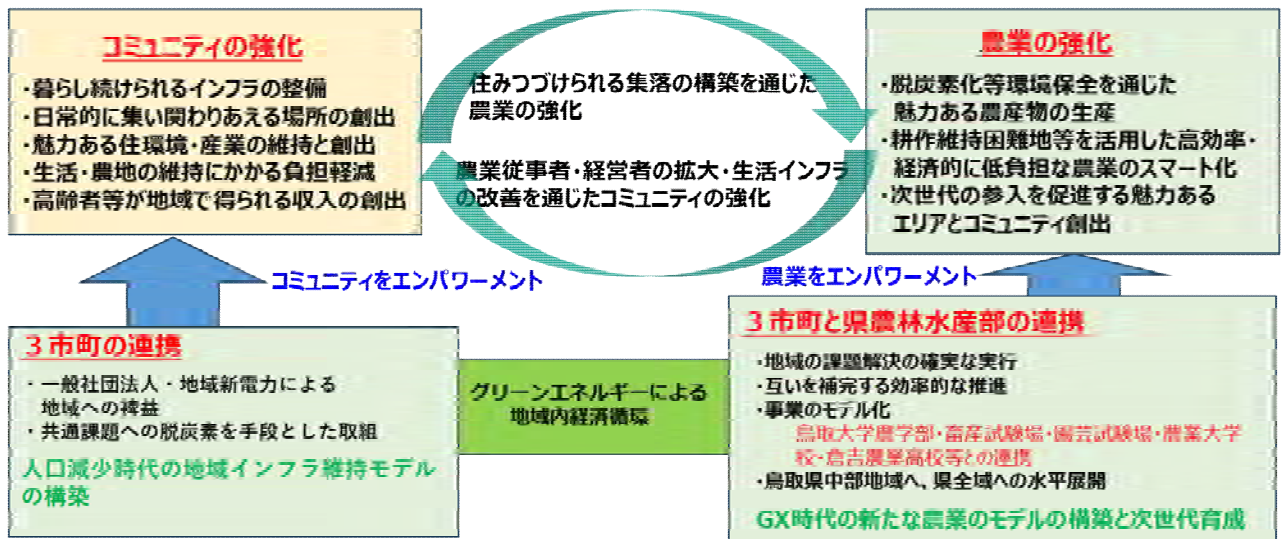 コミュニティの強化
・暮らし続けられるインフラの整備
・日常的に集い関わりあえる場所の創出
・魅力ある住環境・産業の維持と創出
・生活・農地の維持にかかる負担軽減
・高齢者等が地域で得られる収入の創出
住みつづけられる集落の構築を通じた
農業の強化
農業従事者・経営者の拡大・生活インフラ
の改善を通じたコミュニティの強化
農業の強化
・脱炭素化等環境保全を通じた
魅力ある農産物の生産
・耕作維持困難地等を活用した高効率・
経済的に低負担な農業のスマート化
・次世代の参入を促進する魅力ある
エリアとコミュニティ創出
コミュニティをエンパワーメント
農業をエンパワーメント
3市町の連携
・一般社団法人・地域新電力による
地域への裨益
・共通課題への脱炭素を手段とした取組
人口減少時代の地域インフラ維持モデル
の構築
グリーンエネルギーによる
地域内経済循環
3市町と県農林水産部の連携
・地域の課題解決の確実な実行
・互いを補完する効率的な推進
・事業のモデル化
鳥取大学農学部・畜産試験場・園芸試験場・農業大学
校・倉吉農業高校等との連携
・鳥取県中部地域へ、県全域への水平展開
GX時代の新たな農業のモデルの構築と次世代育成